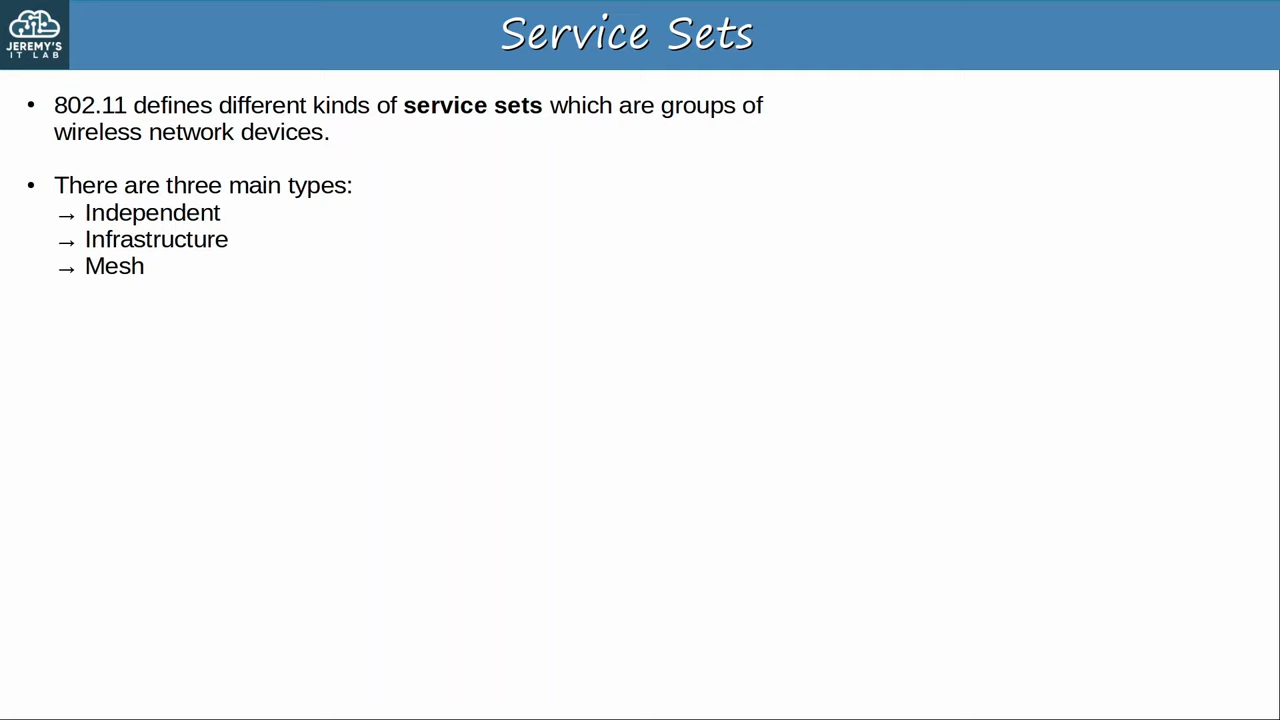 JEREMY'S
IT LAB
Service Sets
• 802.11 defines different kinds of service sets which are groups of
wireless network devices.
• There are three main types:
→ Independent
→ Infrastructure
→ Mesh